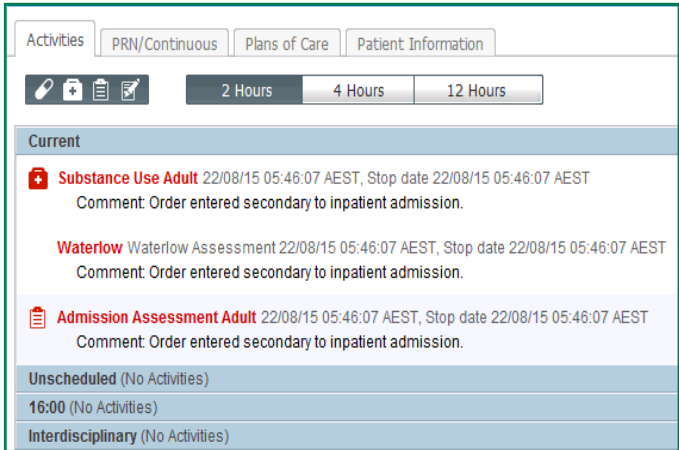 Activities PRN/Continuous Plans of Care Patient Information
2 Hours 4 Hours 12 Hours
Current
Substance Use Adult 22/08/15 05:46:07 AEST, Stop date 22/08/15 05:46:07 AEST
Comment: Order entered secondary to inpatient admission.
Waterlow Waterlow Assessment 22/08/15 05:46:07 AEST, Stop date 22/08/15 05:46:07 AEST
Comment: Order entered secondary to inpatient admission.
Admission Assessment Adult 22/08/15 05:46:07 AEST, Stop date 22/08/15 05:46:07 AEST
Comment: Order entered secondary to inpatient admission.
Unscheduled (No Activities)
16:00 (No Activities)
Interdisciplinary (No Activities)